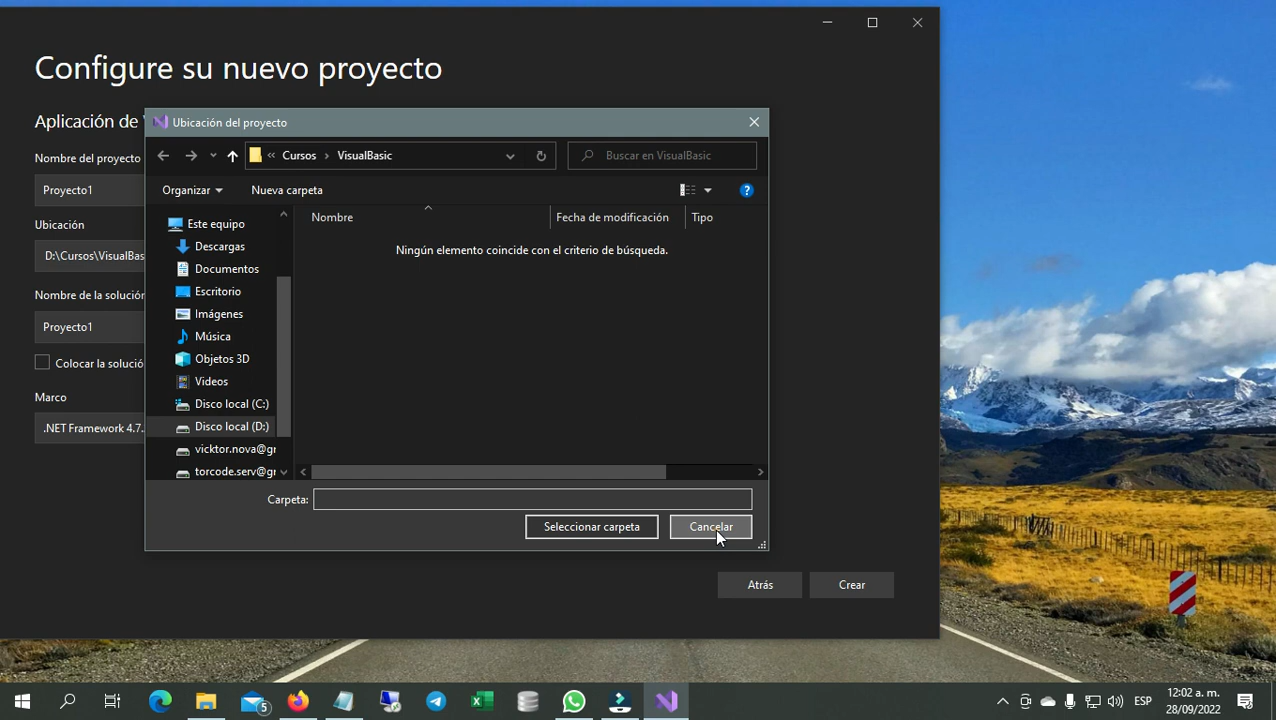 Configure su nuevo proyecto
Aplicación de
Nombre del proyecto
Proyecto1
Ubicación
D:\Cursos\VisualBas
Nombre de la solución
Proyecto1
Colocar la solució
Marco
.NET Framework 4.7.
Ubicación del proyecto
« Cursos › VisualBasic
Buscar en VisualBasic
Organizar
Nueva carpeta
?
Este equipo
Descargas
Documentos
Escritorio
Imágenes
Música
Objetos 3D
Videos
Disco local (C:)
Disco local (D:)
vicktor.nova@gr
torcode.serv@gr
Nombre
Fecha de modificación
Tipo
Ningún elemento coincide con el criterio de búsqueda.
Carpeta:
Seleccionar carpeta
Cancelar
Atrás
Crear
5
ESP
12:02 a. m.
28/09/2022